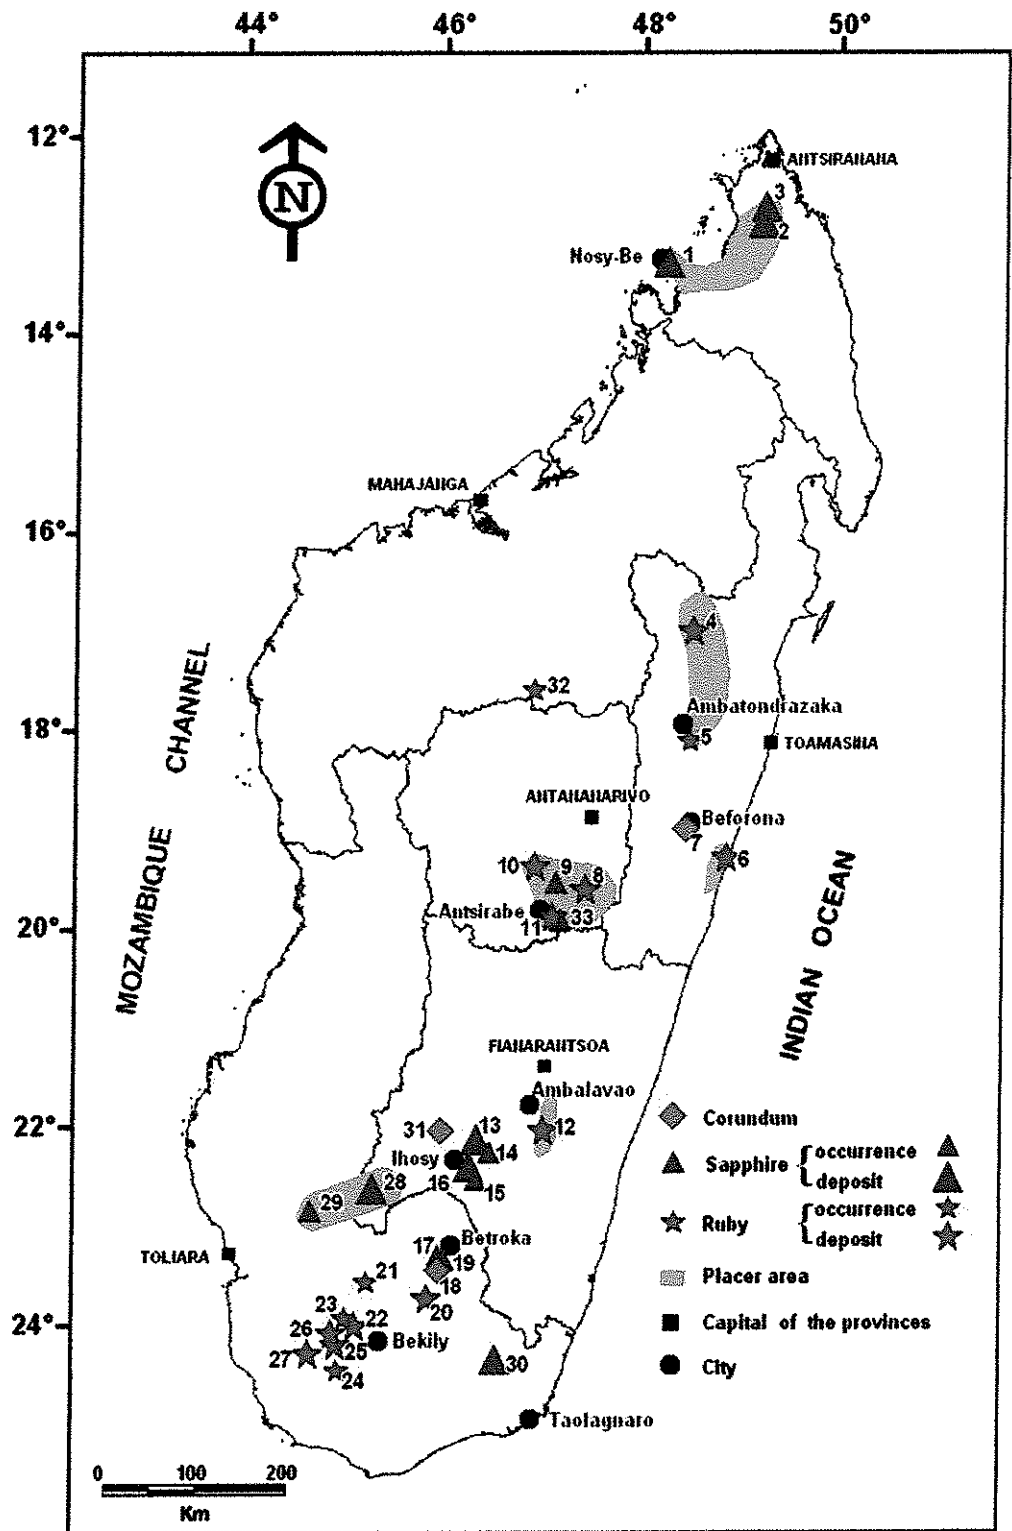 44° 46° 48° 50°
12°
14°
16°
18°
20°
22°
24°
N
ANTSIRANANA
3
2
Nosy-Be 1
MAHAJANGA
4
32
Ambatondrazaka
5
TOAMASINA
ANTANANARIVO
Beforona
7
6
10 9 8
Antsirabe
11 33
MOZAMBIQUE CHANNEL
INDIAN OCEAN
FIANARANTSOA
Ambalavao
31 13 12
14
Ihosy
16 15
28
29
TOLIARA
Betroka
17 19
18
21
20
23 22
26
Bekily
25
27
24
30
Taolagnaro
Corundum
Sapphire { occurrence
deposit
Ruby { occurrence
deposit
Placer area
Capital of the provinces
City
0 100 200
Km